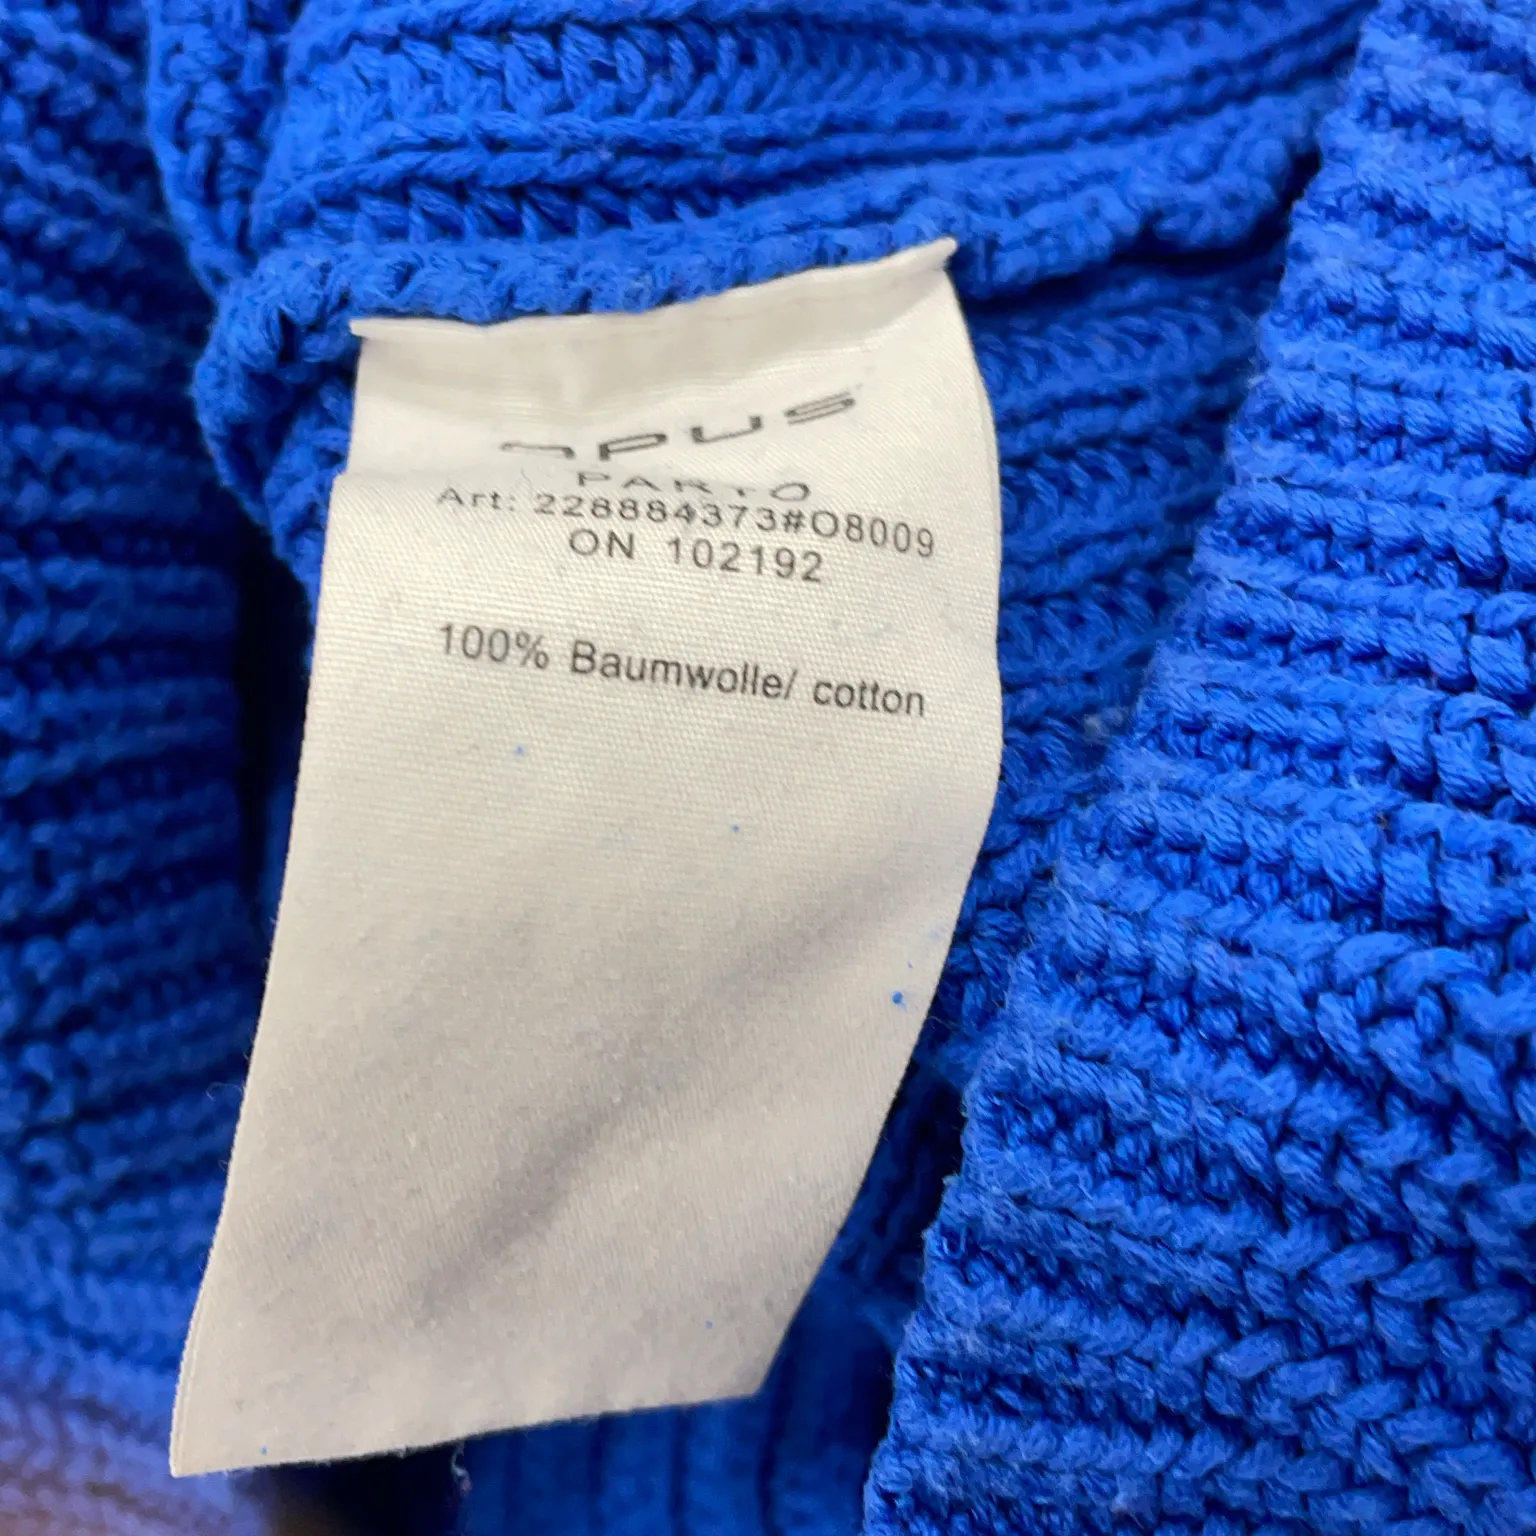 OPUS
PARTO
Art: 228884373#O8009
ON 102192
100% Baumwolle/ cotton